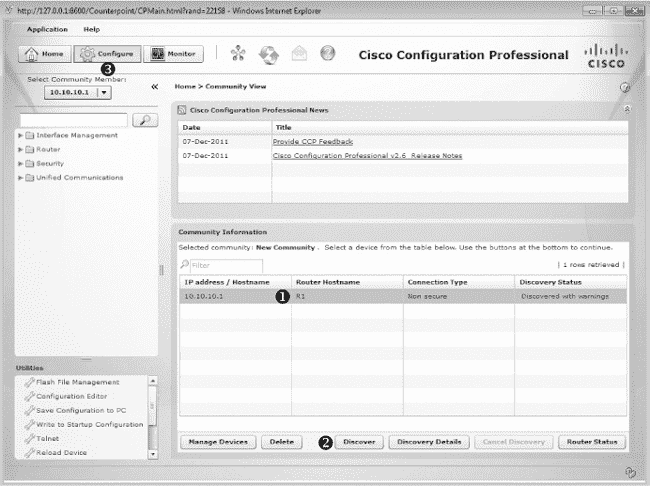 http://127.0.0.1:8600/Counterpoint/CPMain.html?rand=22158 - Windows Internet Explorer
Application Help
Home Configure Monitor
Cisco Configuration Professional
CISCO
3
Select Community Member:
10.10.10.1
«
Home > Community View
Interface Management
Router
Security
Unified Communications
Cisco Configuration Professional News
Date Title
07-Dec-2011 Provide CCP Feedback
07-Dec-2011 Cisco Configuration Professional v2.6 Release Notes
Community Information
Selected community: New Community . Select a device from the table below. Use the buttons at the bottom to continue.
Filter | 1 rows retrieved |
IP address / Hostname Router Hostname Connection Type Discovery Status
10.10.10.1 1 R1 Non secure Discovered with warnings
Utilities
Flash File Management
Configuration Editor
Save Configuration to PC
Write to Startup Configuration
Telnet
Reload Device
Manage Devices Delete 2 Discover Discovery Details Cancel Discovery Router Status